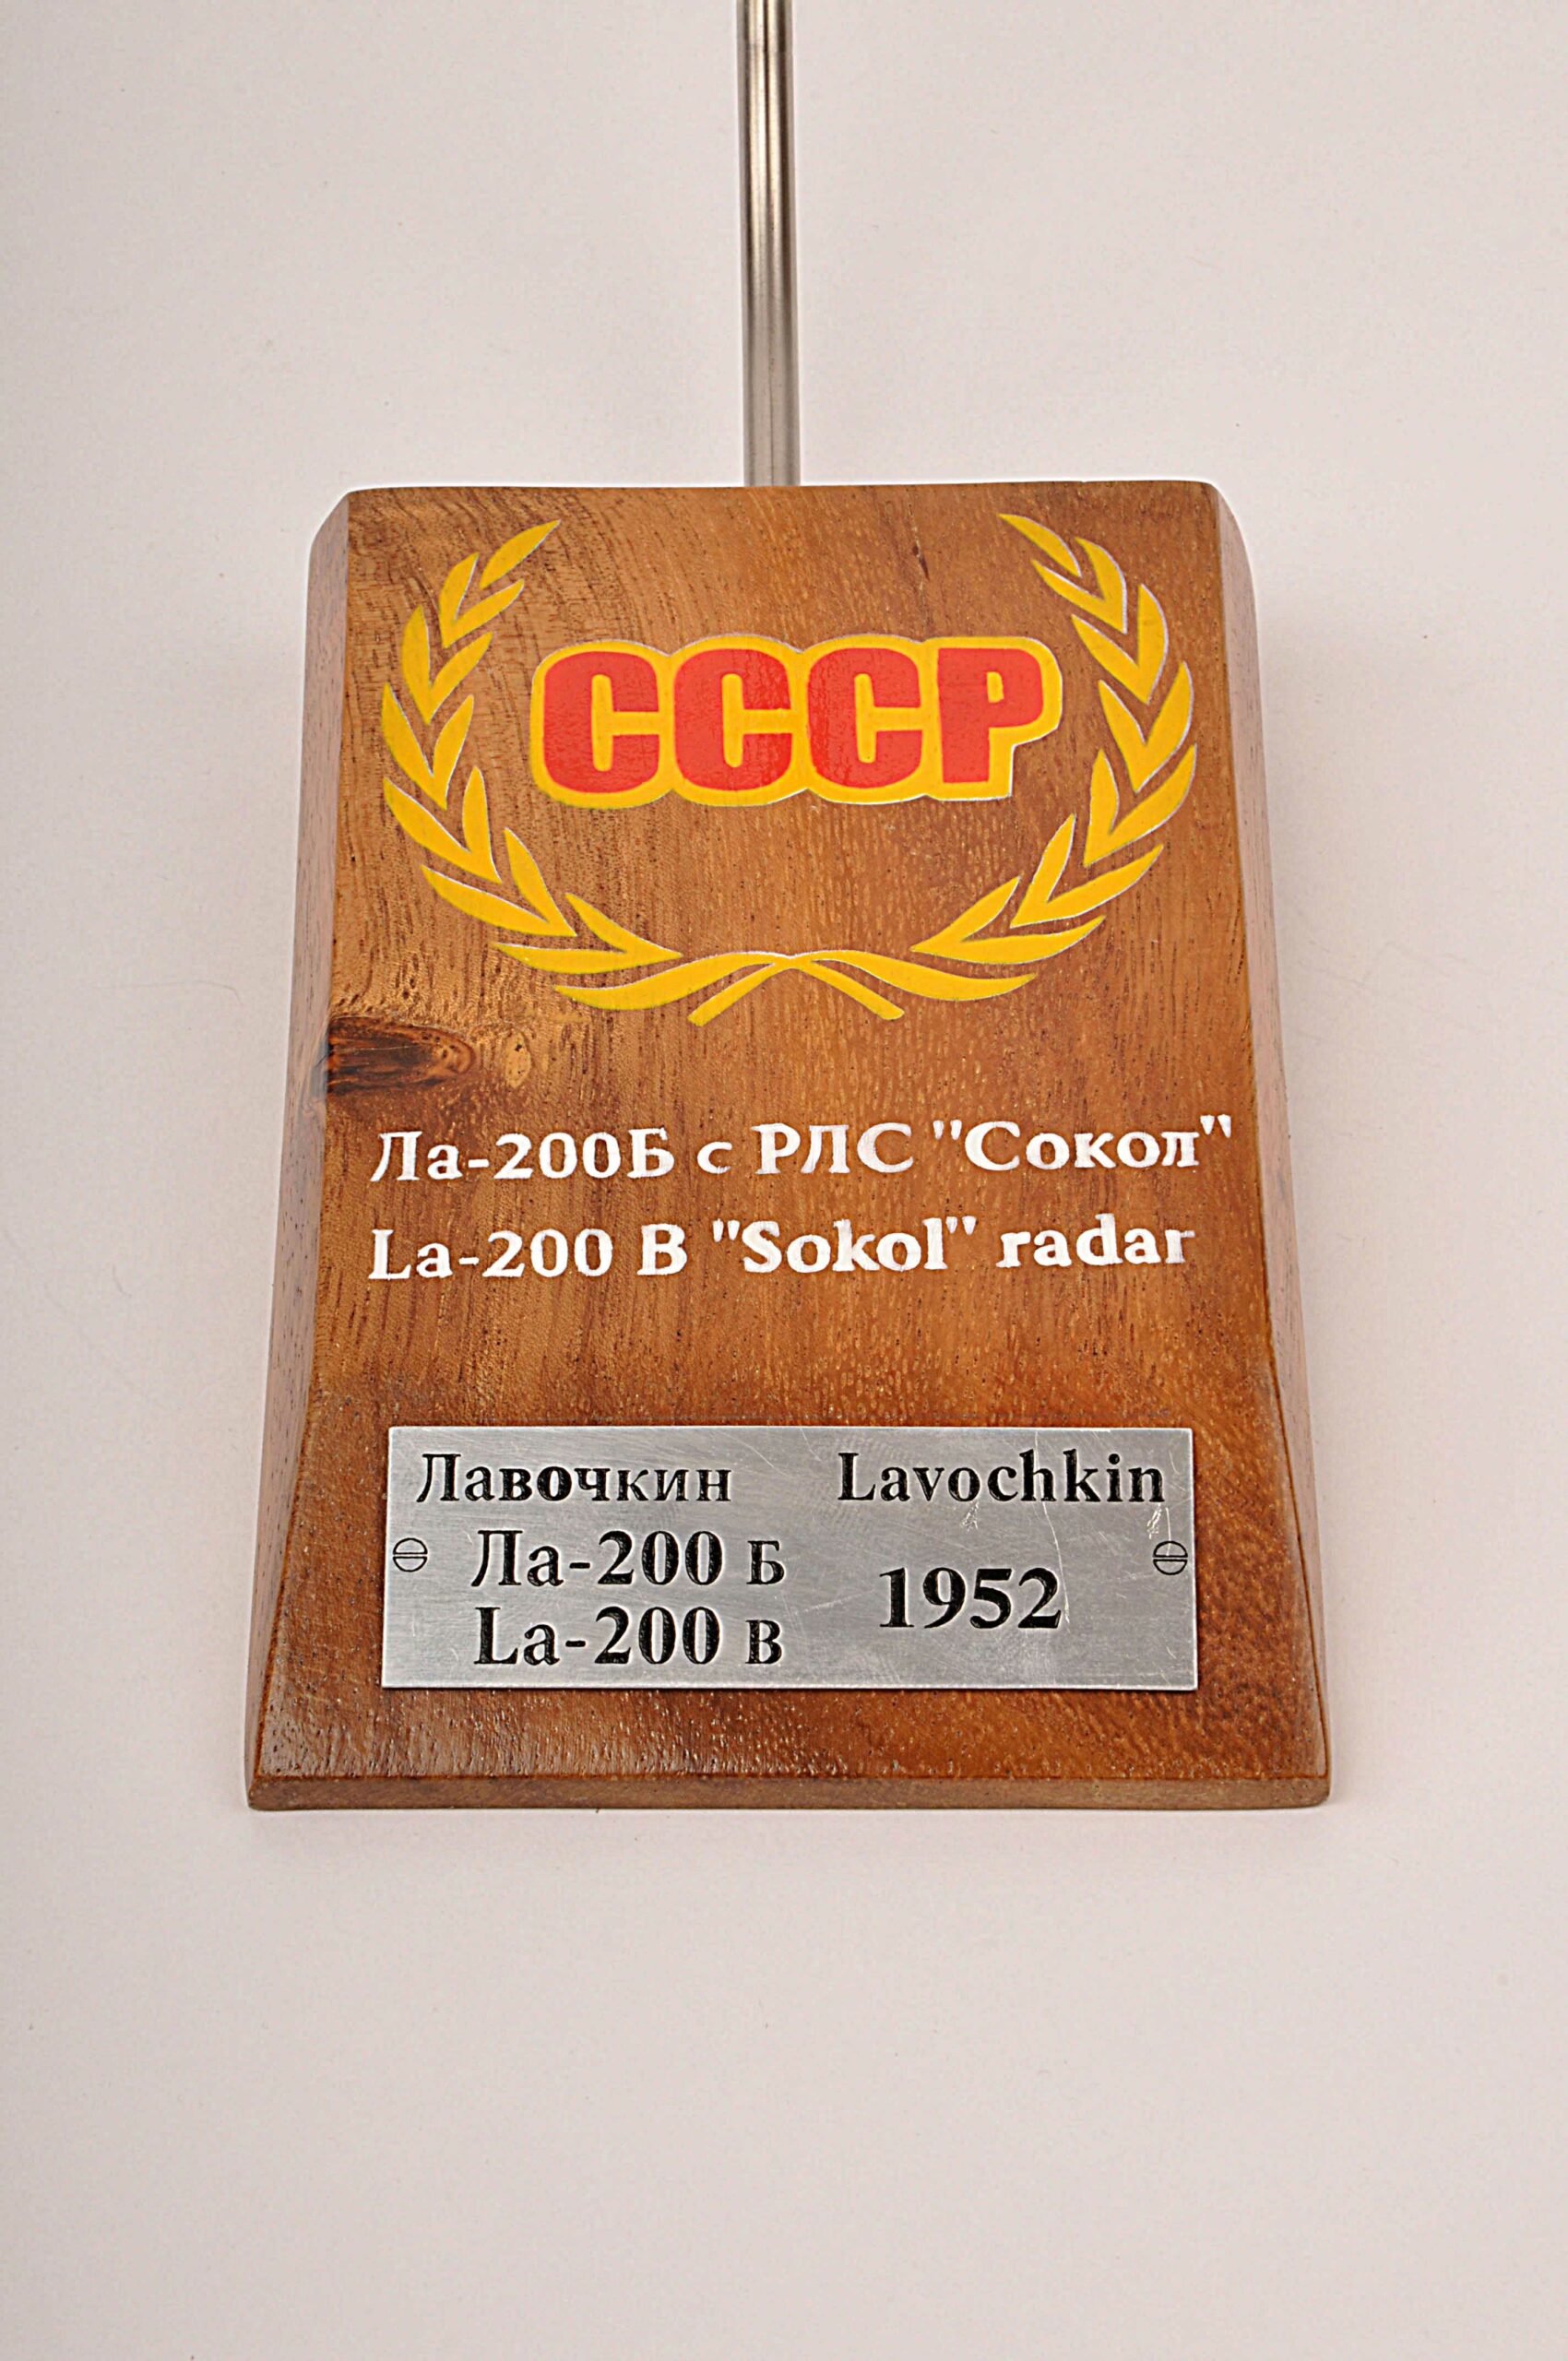 СССР
Ла-200Б с РЛС "Сокол"
La-200 B "Sokol" radar
Лавочкин Lavochkin
Ла-200 Б
1952
La-200 B